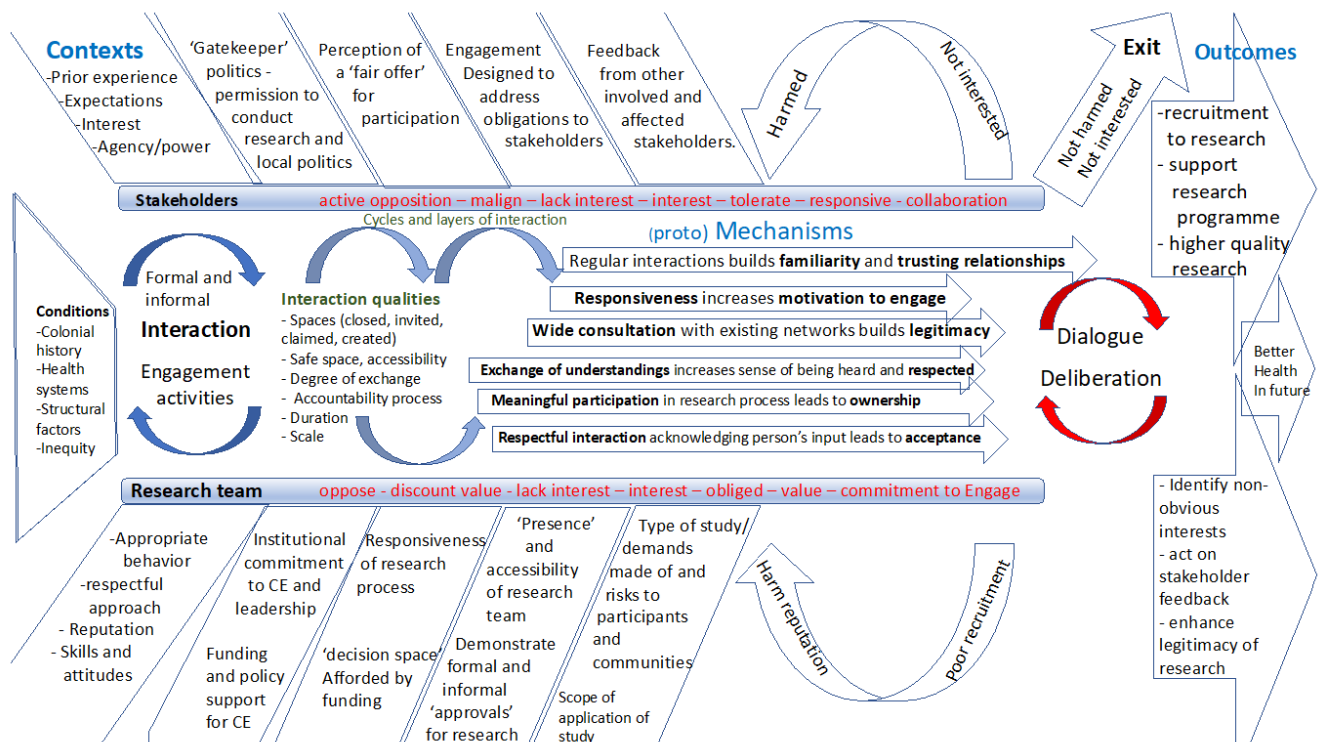 Contexts
-Prior experience
-Expectations
-Interest
-Agency/power
‘Gatekeeper’
politics -
permission to
conduct
research and
local politics
Perception of
a ‘fair offer’
for
participation
Engagement
Designed to
address
obligations to
stakeholders
Feedback
from other
involved and
affected
stakeholders.
Harmed
Not interested
Exit
Not harmed
Not interested
Outcomes
-recruitment
to research
- support
research
programme
- higher quality
research
Stakeholders
active opposition – malign – lack interest – interest – tolerate – responsive - collaboration
Cycles and layers of interaction
(proto) Mechanisms
Conditions
-Colonial
history
-Health
systems
-Structural
factors
-Inequity
Formal and
informal
Interaction
Engagement
activities
Interaction qualities
- Spaces (closed, invited,
claimed, created)
- Safe space, accessibility
- Degree of exchange
- Accountability process
- Duration
- Scale
Regular interactions builds familiarity and trusting relationships
Responsiveness increases motivation to engage
Wide consultation with existing networks builds legitimacy
Exchange of understandings increases sense of being heard and respected
Meaningful participation in research process leads to ownership
Respectful interaction acknowledging person’s input leads to acceptance
Dialogue
Deliberation
Better
Health
In future
Research team
oppose - discount value - lack interest – interest – obliged – value – commitment to Engage
-Appropriate
behavior
-respectful
approach
- Reputation
- Skills and
attitudes
Institutional
commitment
to CE and
leadership
Funding
and policy
support
for CE
Responsiveness
of research
process
‘decision space’
Afforded by
funding
‘Presence’
and
accessibility
of research
team
Demonstrate
formal and
informal
‘approvals’
for research
Type of study/
demands
made of and
risks to
participants
and
communities
Scope of
application of
study
Harm reputation
Poor recruitment
- Identify non-
obvious
interests
- act on
stakeholder
feedback
- enhance
legitimacy of
research